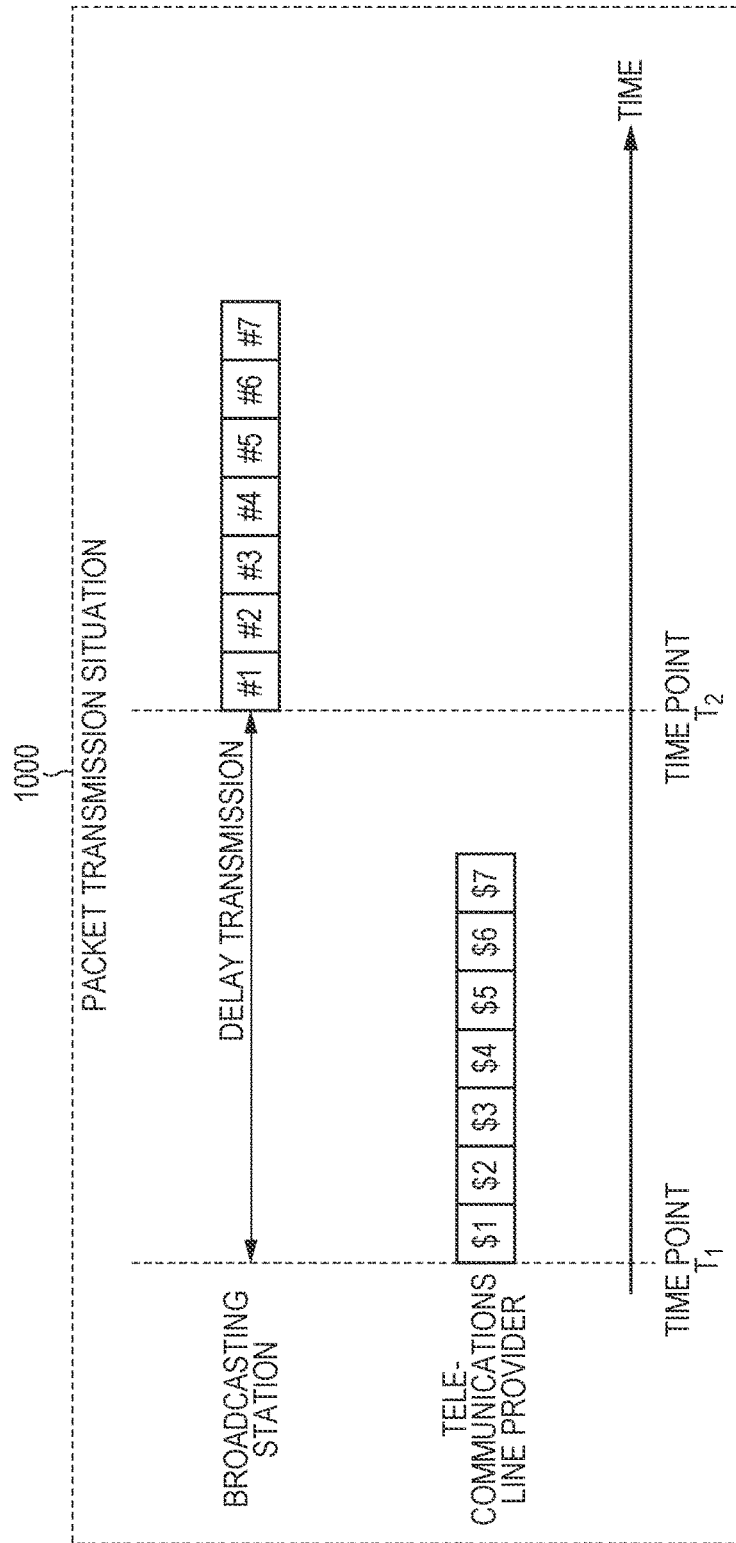 1000
PACKET TRANSMISSION SITUATION
BROADCASTING
STATION
DELAY TRANSMISSION
#1 #2 #3 #4 #5 #6 #7
TELE-
COMMUNICATIONS
LINE PROVIDER
$1 $2 $3 $4 $5 $6 $7
TIME
TIME POINT
T1
TIME POINT
T2